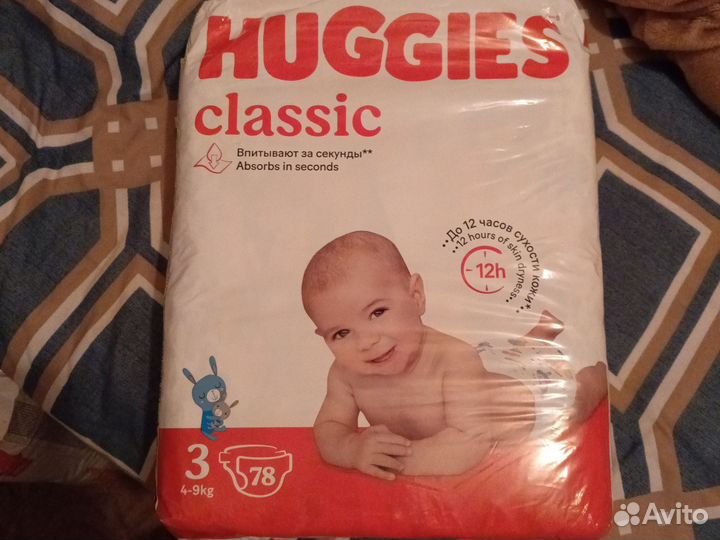 HUGGIES
classic
Впитывают за секунды**
Absorbs in seconds
••До 12 часов сухости кожи*
••12 hours of skin dryness••
12h
3
4-9kg
78
Avito